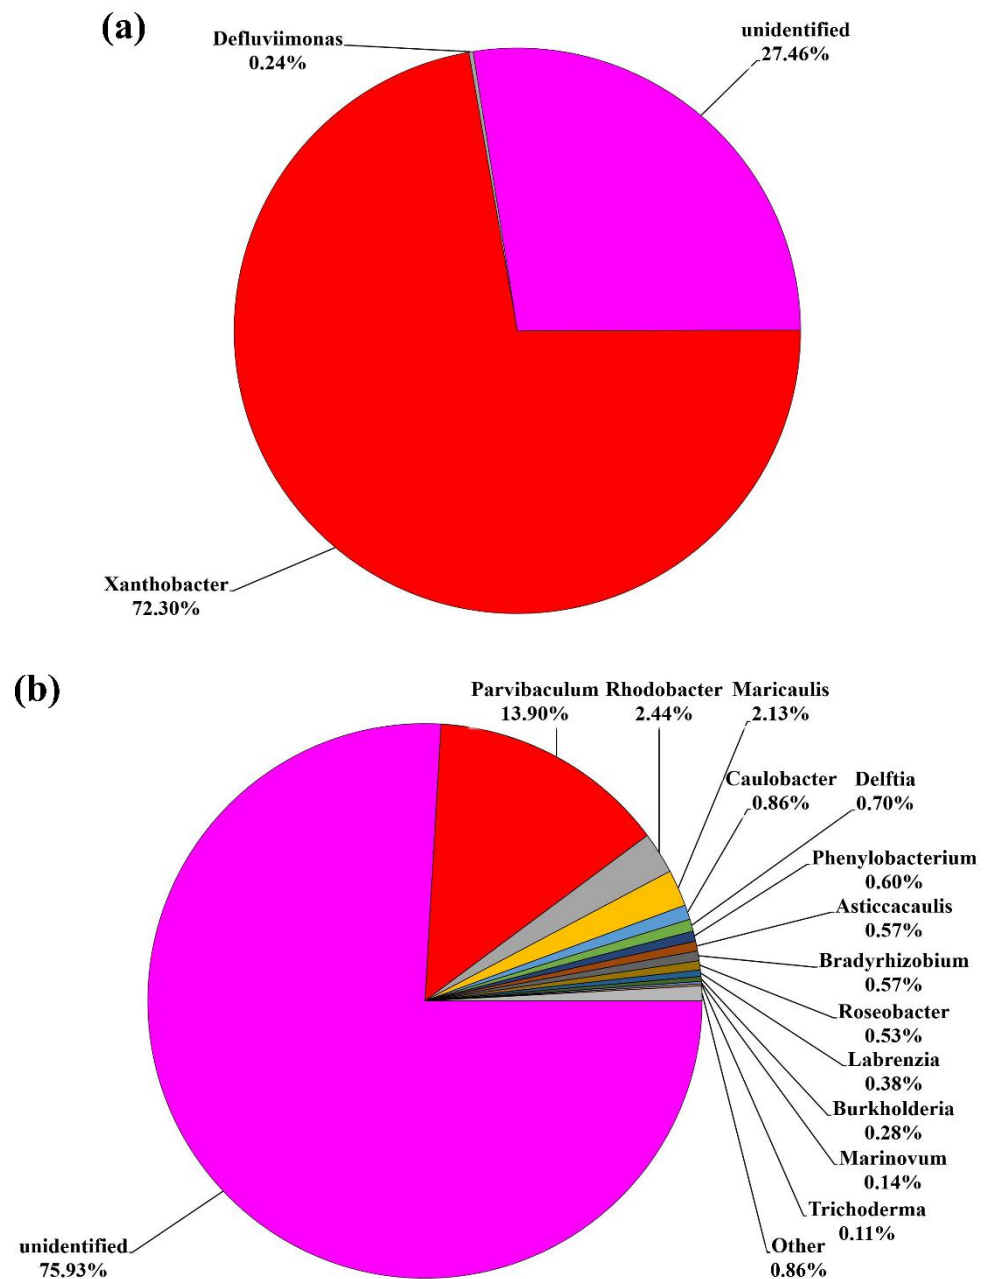 (a)
Defluviimonas
0.24%
unidentified
27.46%
Xanthobacter
72.30%
(b)
Parvibaculum
13.90%
Rhodobacter
2.44%
Maricaulis
2.13%
Caulobacter
0.86%
Delftia
0.70%
Phenylobacterium
0.60%
Asticcacaulis
0.57%
Bradyrhizobium
0.57%
Roseobacter
0.53%
Labrenzia
0.38%
Burkholderia
0.28%
Marinovum
0.14%
Trichoderma
0.11%
Other
0.86%
unidentified
75.93%